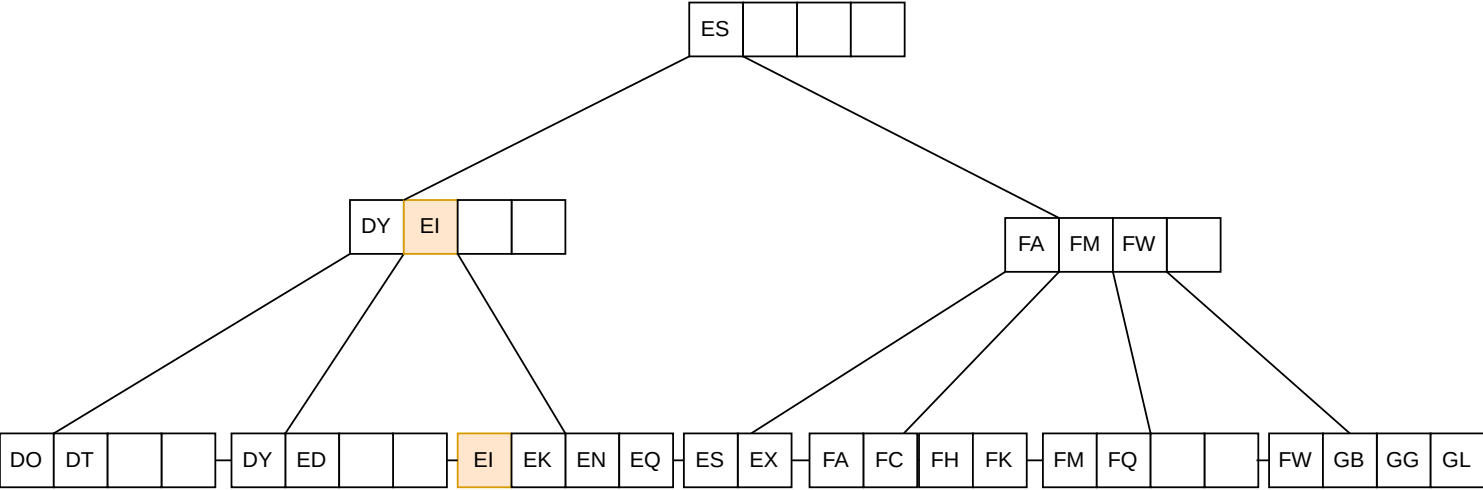 ES
DY EI
FA FM FW
DO DT DY ED EI EK EN EQ ES EX FA FC FH FK FM FQ FW GB GG GL